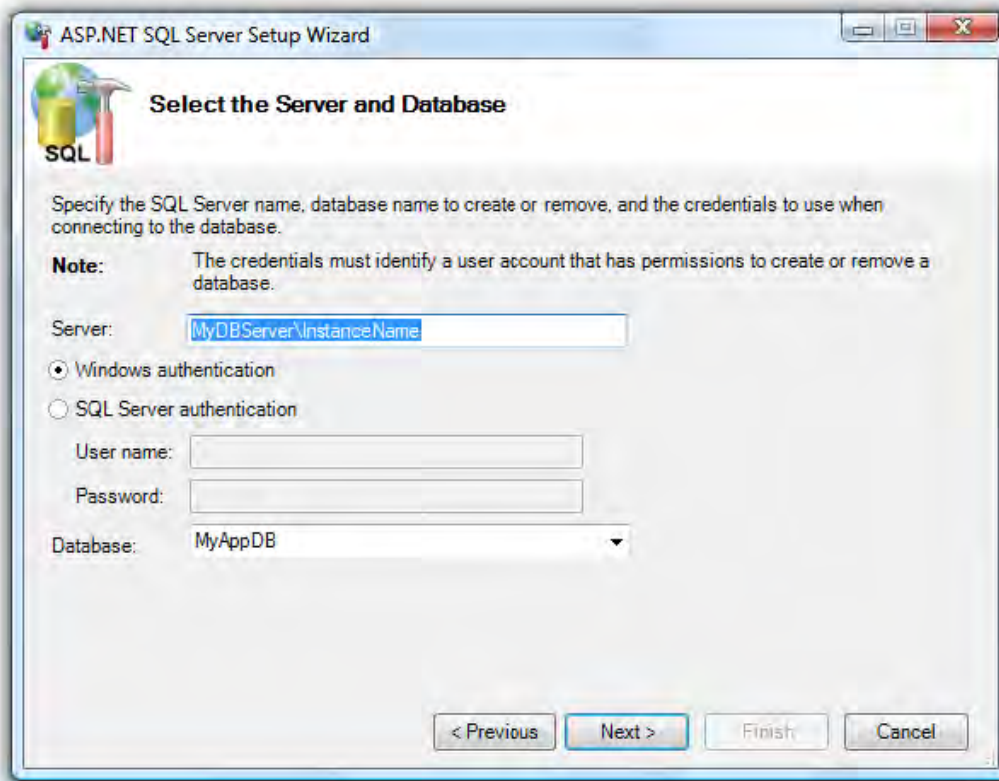 ASP.NET SQL Server Setup Wizard
Select the Server and Database
SQL
Specify the SQL Server name, database name to create or remove, and the credentials to use when
connecting to the database.
Note: The credentials must identify a user account that has permissions to create or remove a
database.
Server: MyDBServer\InstanceName
Windows authentication
SQL Server authentication
User name:
Password:
Database: MyAppDB
< Previous Next > Finish Cancel